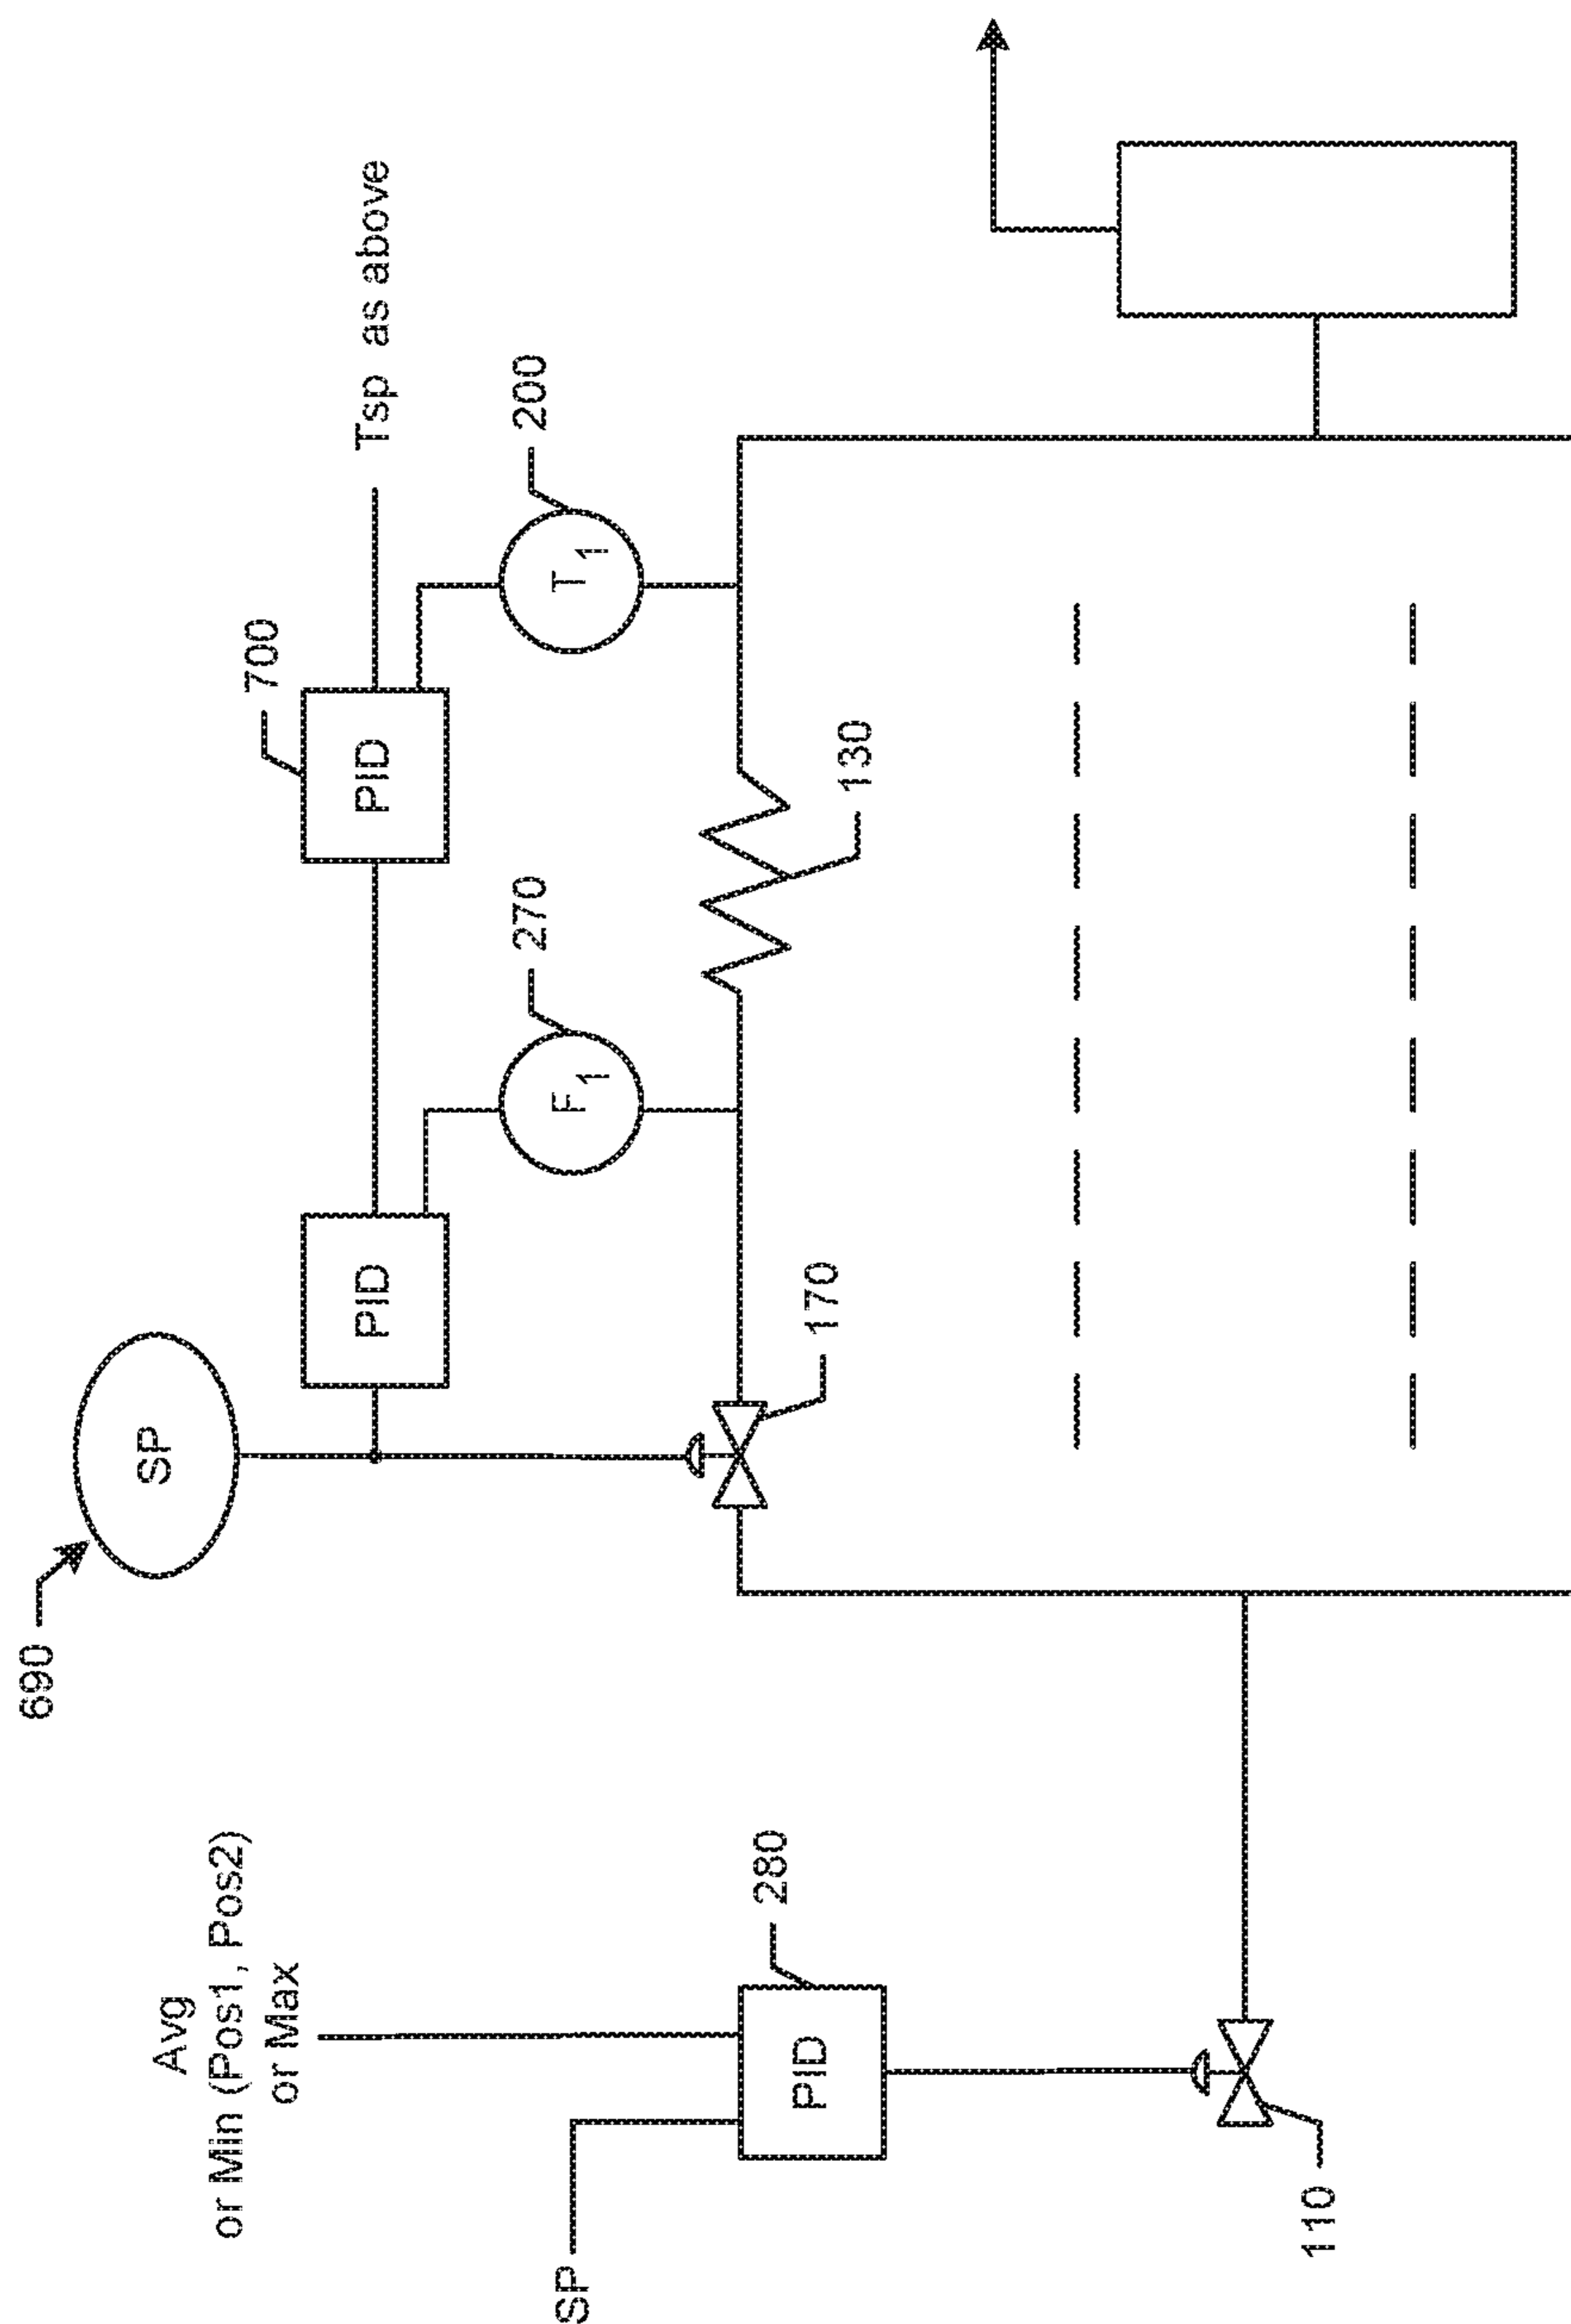 690
SP
Avg
or Min (Pos1, Pos2)
or Max
SP
PID
280
110
PID
PID
700
Tsp as above
F1
270
T1
200
170
130